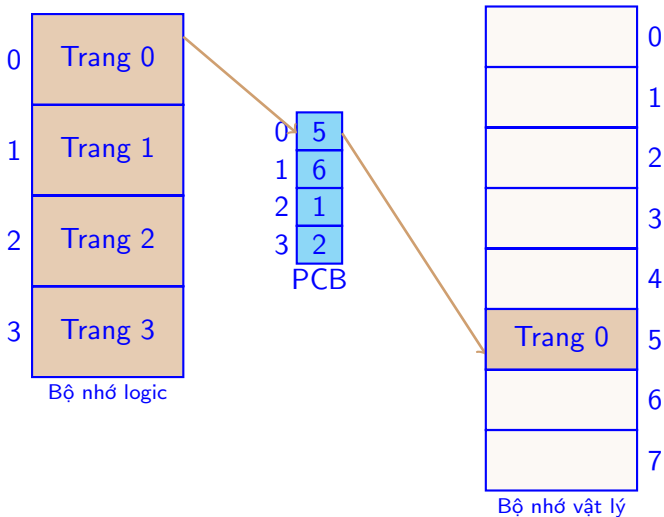 0 Trang 0
1 Trang 1
2 Trang 2
3 Trang 3
Bộ nhớ logic
0 5
1 6
2 1
3 2
PCB
0
1
2
3
4
Trang 0 5
6
7
Bộ nhớ vật lý